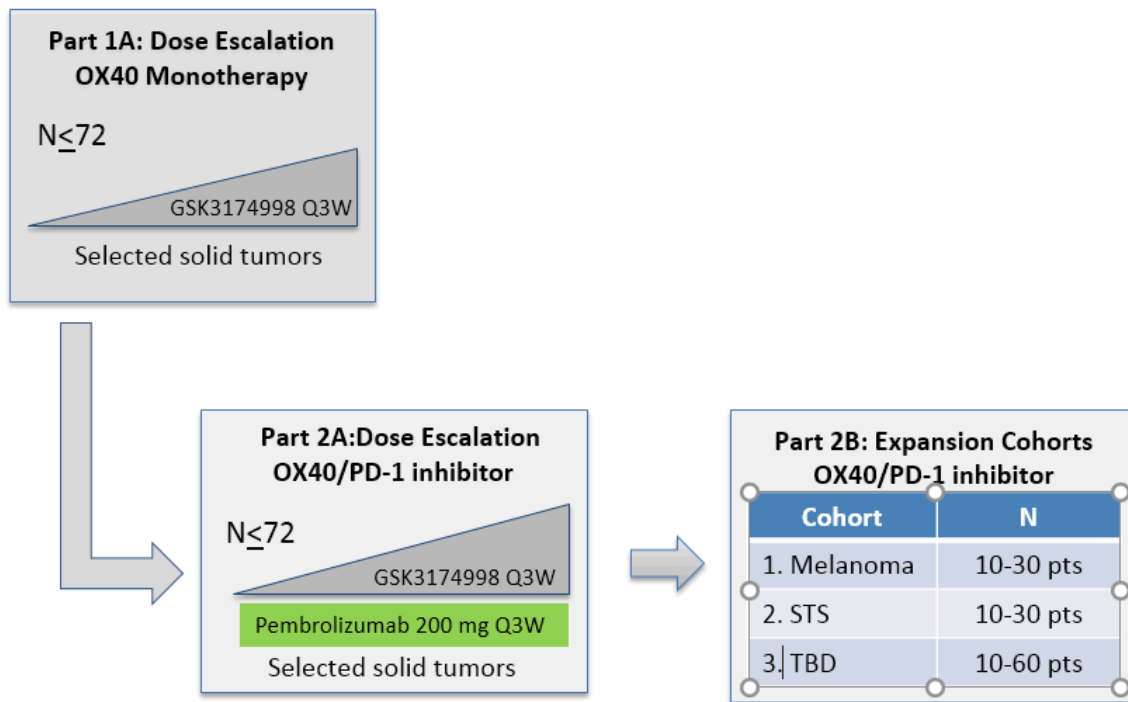 Part 1A: Dose Escalation
OX40 Monotherapy
N≤72
GSK3174998 Q3W
Selected solid tumors
Part 2A:Dose Escalation
OX40/PD-1 inhibitor
N≤72
GSK3174998 Q3W
Pembrolizumab 200 mg Q3W
Selected solid tumors
Part 2B: Expansion Cohorts
OX40/PD-1 inhibitor
Cohort N
1. Melanoma 10-30 pts
2. STS 10-30 pts
3. TBD 10-60 pts